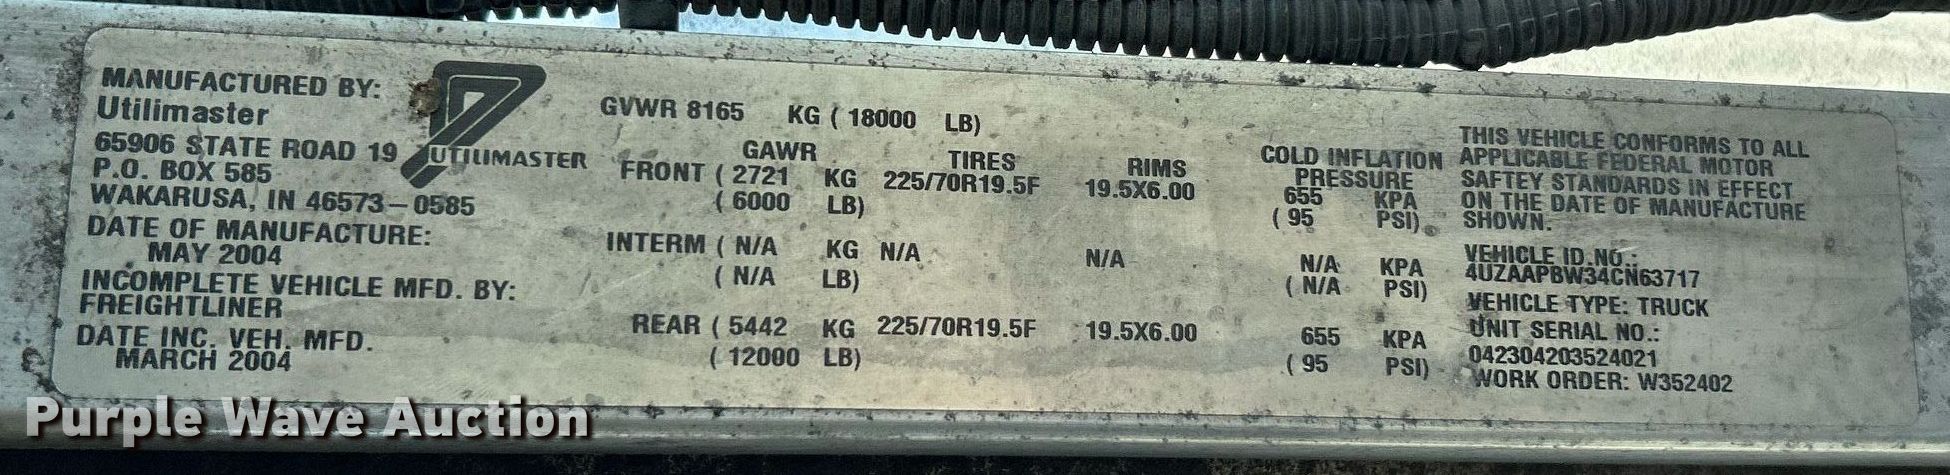 MANUFACTURED BY:
Utilimaster
65906 STATE ROAD 19
P.O. BOX 585
WAKARUSA, IN 46573-0585
DATE OF MANUFACTURE:
MAY 2004
INCOMPLETE VEHICLE MFD. BY:
FREIGHTLINER
DATE INC. VEH. MFD.
MARCH 2004
UTILIMASTER
GVWR 8165 KG ( 18000 LB)
GAWR TIRES RIMS COLD INFLATION PRESSURE
FRONT ( 2721 KG 225/70R19.5F 19.5X6.00 655 KPA
( 6000 LB) ( 95 PSI)
INTERM ( N/A KG N/A N/A N/A KPA
( N/A LB) ( N/A PSI)
REAR ( 5442 KG 225/70R19.5F 19.5X6.00 655 KPA
( 12000 LB) ( 95 PSI)
THIS VEHICLE CONFORMS TO ALL
APPLICABLE FEDERAL MOTOR
SAFTEY STANDARDS IN EFFECT
ON THE DATE OF MANUFACTURE
SHOWN.
VEHICLE ID.NO.:
4UZAAPBW34CN63717
VEHICLE TYPE: TRUCK
UNIT SERIAL NO.:
042304203524021
WORK ORDER: W352402
Purple Wave Auction